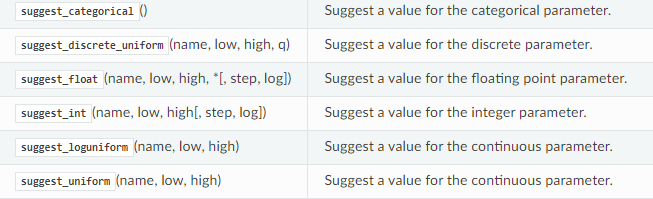 suggest_categorical() Suggest a value for the categorical parameter.
suggest_discrete_uniform(name, low, high, q) Suggest a value for the discrete parameter.
suggest_float(name, low, high, *[, step, log]) Suggest a value for the floating point parameter.
suggest_int(name, low, high[, step, log]) Suggest a value for the integer parameter.
suggest_loguniform(name, low, high) Suggest a value for the continuous parameter.
suggest_uniform(name, low, high) Suggest a value for the continuous parameter.